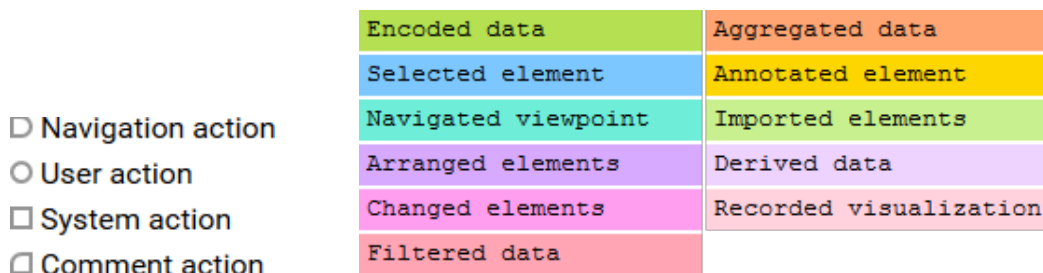 Navigation action
User action
System action
Comment action
Encoded data
Selected element
Navigated viewpoint
Arranged elements
Changed elements
Filtered data
Aggregated data
Annotated element
Imported elements
Derived data
Recorded visualization